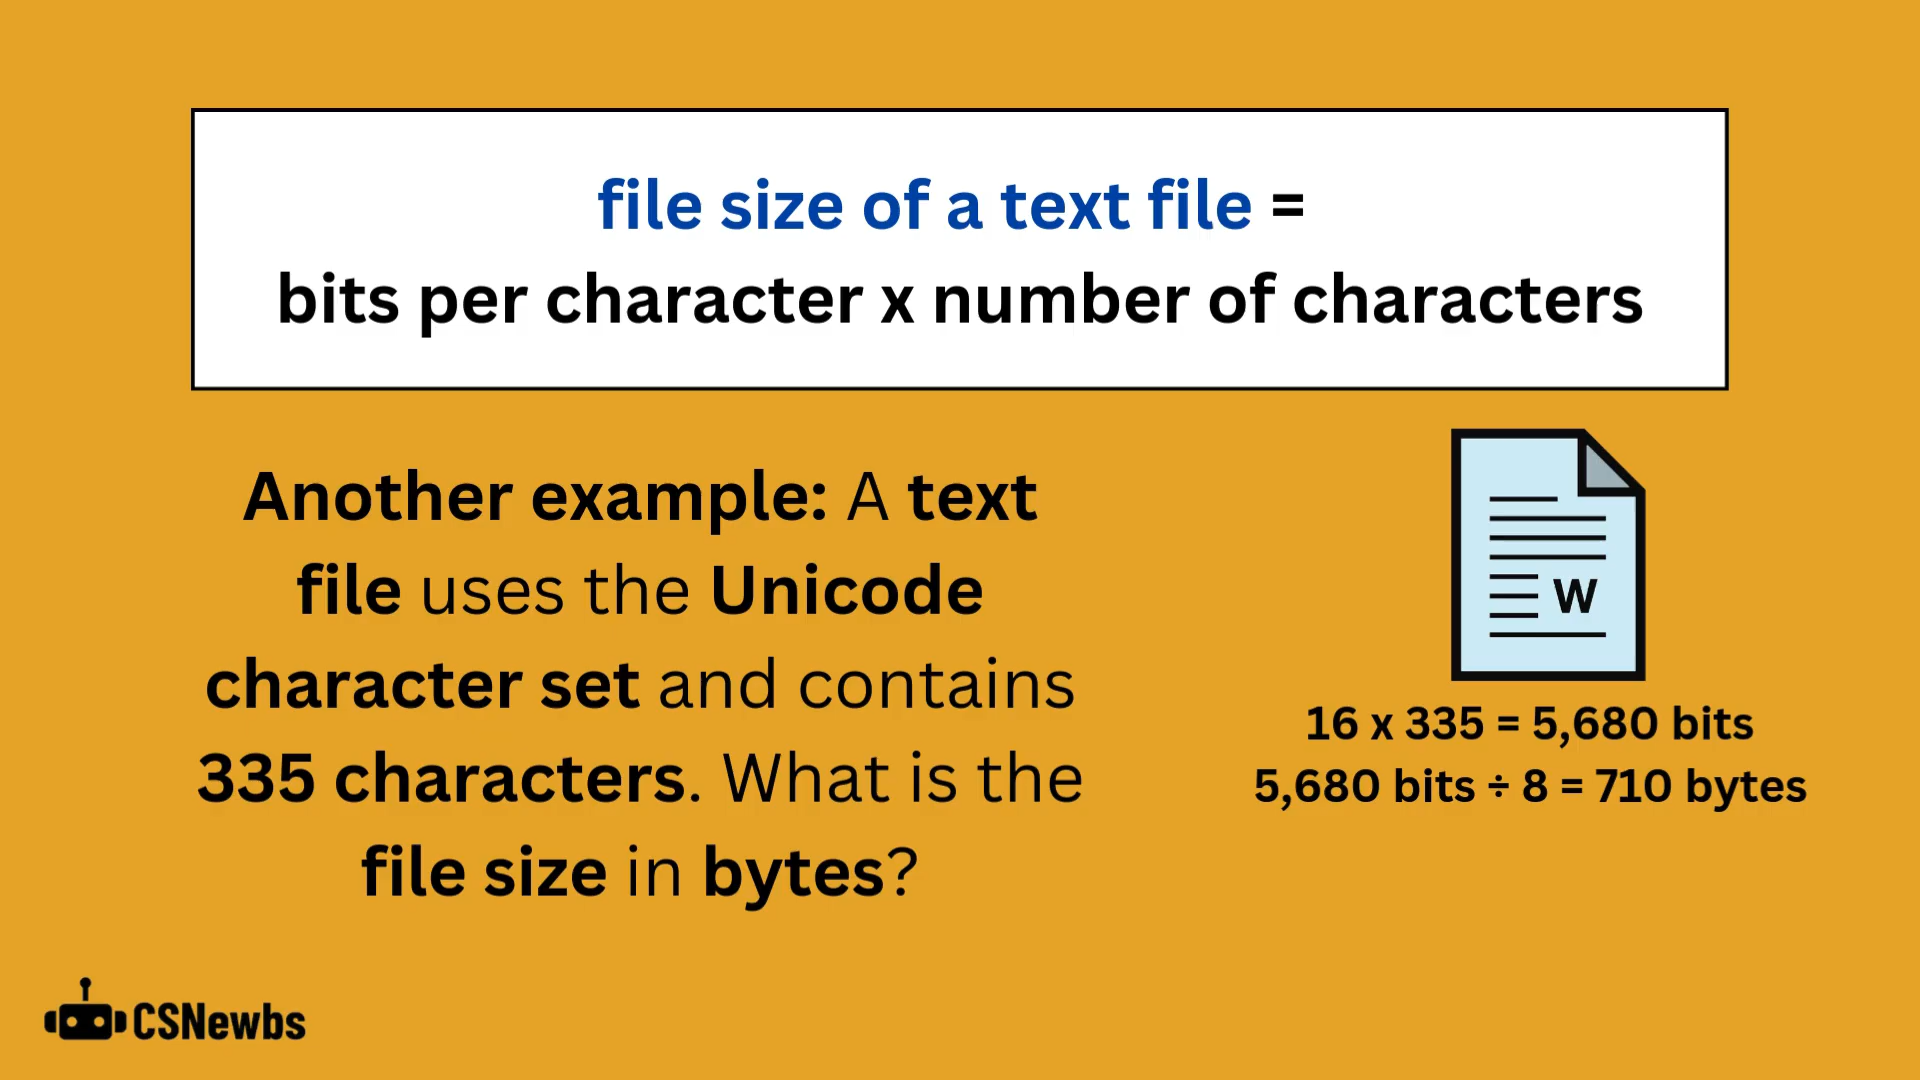 file size of a text file =
bits per character x number of characters
Another example: A text
file uses the Unicode
character set and contains
335 characters. What is the
file size in bytes?
W
16 x 335 = 5,680 bits
5,680 bits ÷ 8 = 710 bytes
CSNewbs